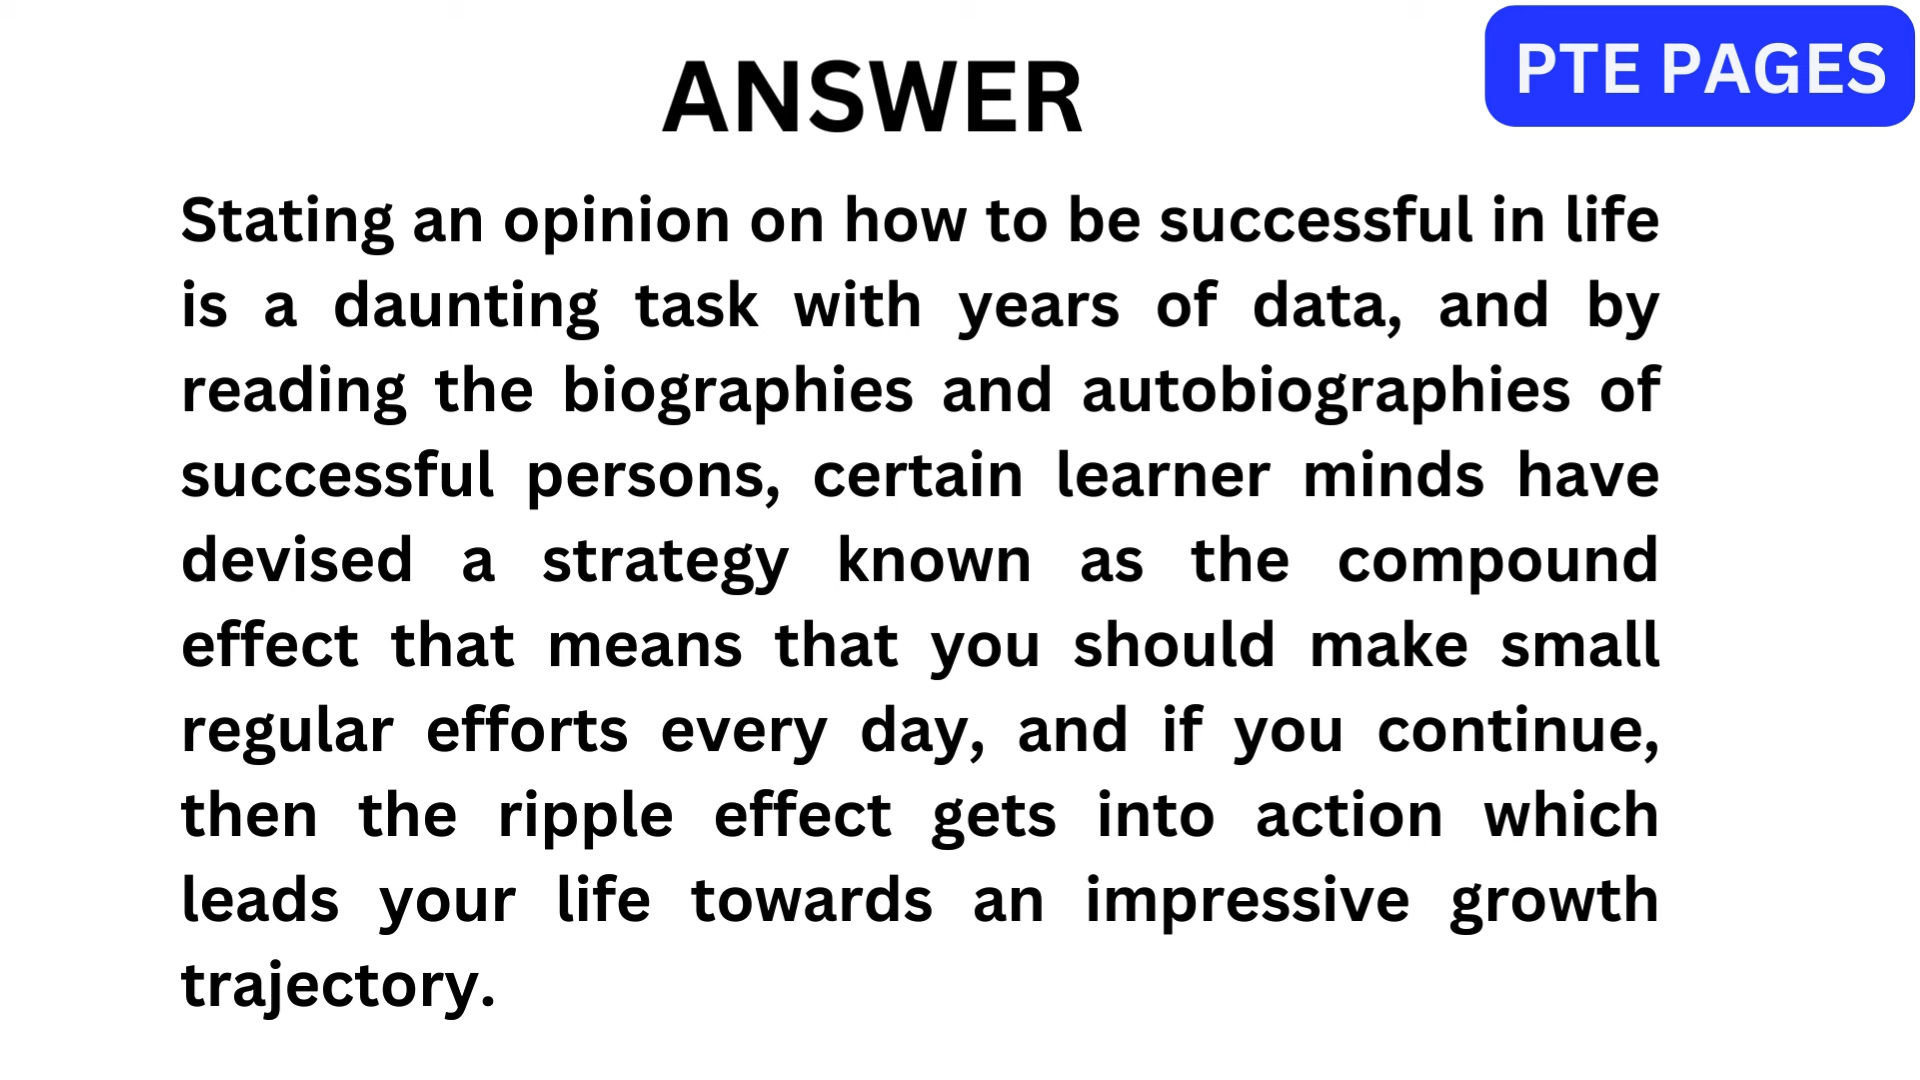 PTE PAGES
ANSWER
Stating an opinion on how to be successful in life
is a daunting task with years of data, and by
reading the biographies and autobiographies of
successful persons, certain learner minds have
devised a strategy known as the compound
effect that means that you should make small
regular efforts every day, and if you continue,
then the ripple effect gets into action which
leads your life towards an impressive growth
trajectory.